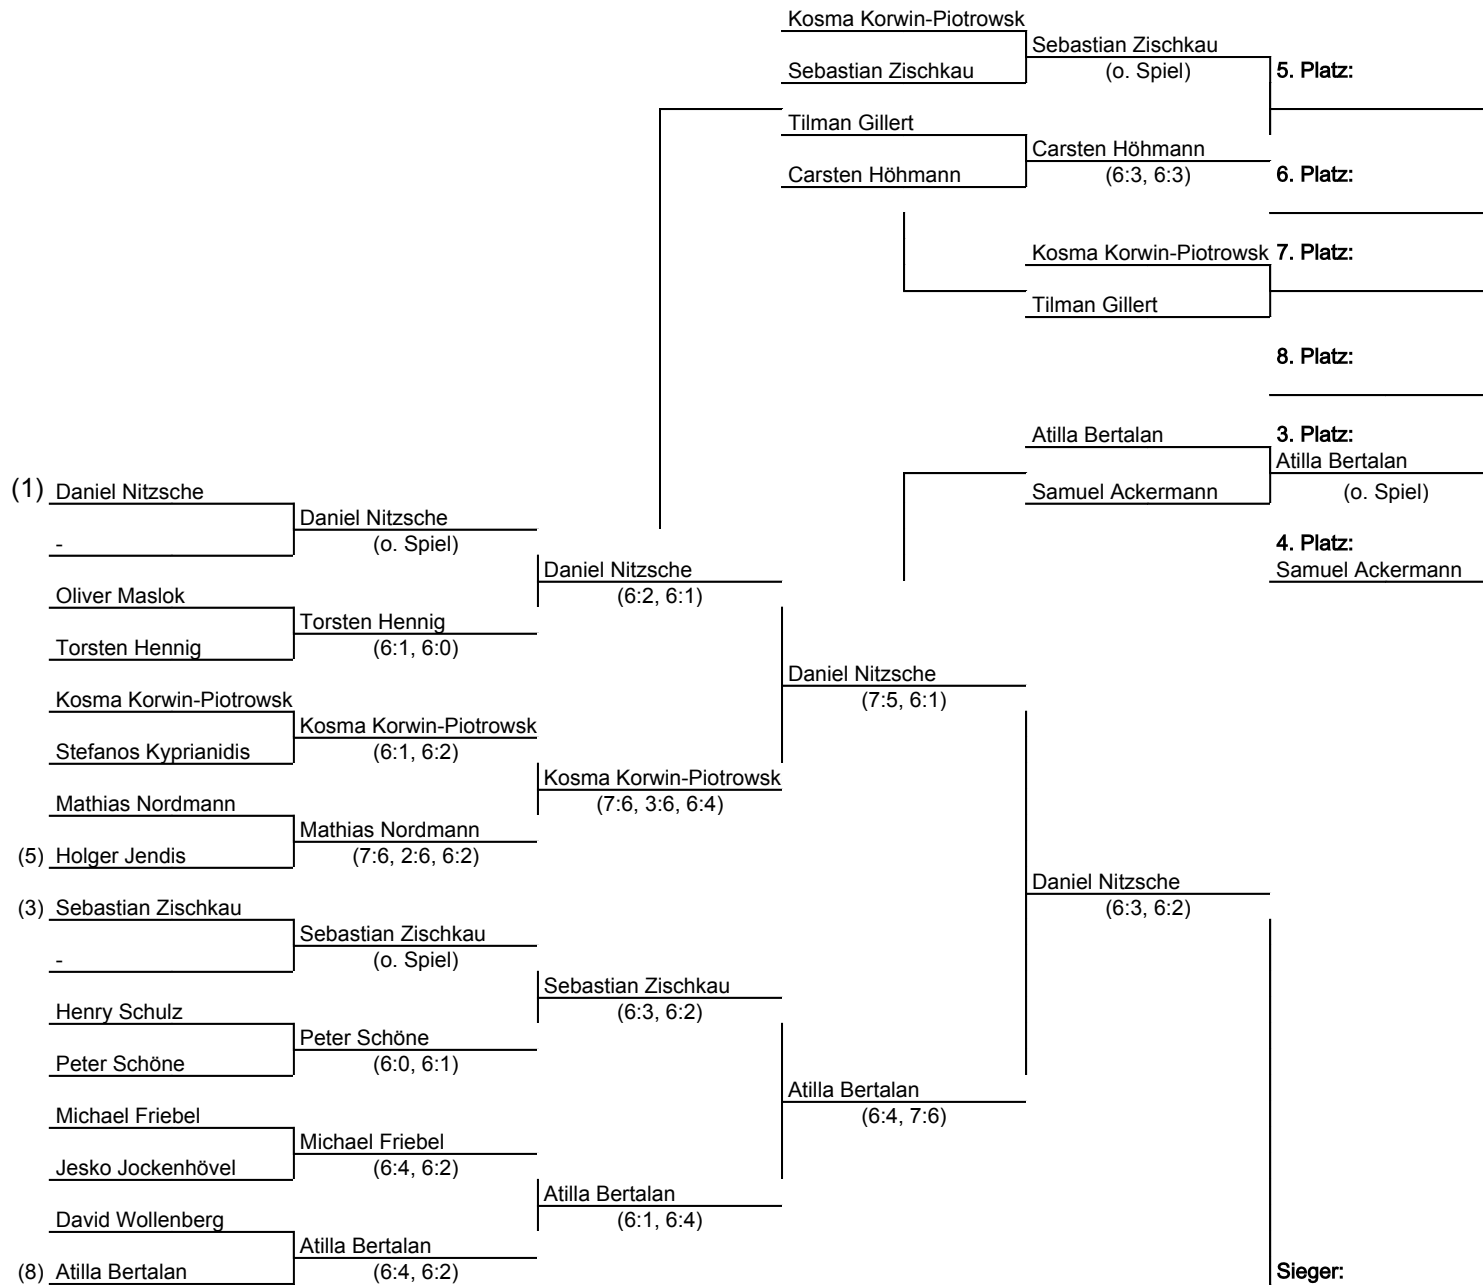 Kosma Korwin-Piotrowsk
Sebastian Zischkau
Sebastian Zischkau
(o. Spiel)
5. Platz:
Tilman Gillert
Carsten Höhmann
Carsten Höhmann
(6:3, 6:3)
6. Platz:
Kosma Korwin-Piotrowsk
7. Platz:
Tilman Gillert
8. Platz:
Atilla Bertalan
3. Platz:
Atilla Bertalan
Samuel Ackermann
(o. Spiel)
4. Platz:
Samuel Ackermann
(1) Daniel Nitzsche
-
Daniel Nitzsche
(o. Spiel)
Daniel Nitzsche
(6:2, 6:1)
Oliver Maslok
Torsten Hennig
Torsten Hennig
(6:1, 6:0)
Daniel Nitzsche
(7:5, 6:1)
Kosma Korwin-Piotrowsk
Stefanos Kyprianidis
Kosma Korwin-Piotrowsk
(6:1, 6:2)
Kosma Korwin-Piotrowsk
(7:6, 3:6, 6:4)
Mathias Nordmann
(5) Holger Jendis
Mathias Nordmann
(7:6, 2:6, 6:2)
Daniel Nitzsche
(6:3, 6:2)
(3) Sebastian Zischkau
-
Sebastian Zischkau
(o. Spiel)
Sebastian Zischkau
(6:3, 6:2)
Henry Schulz
Peter Schöne
Peter Schöne
(6:0, 6:1)
Atilla Bertalan
(6:4, 7:6)
Michael Friebel
Jesko Jockenhövel
Michael Friebel
(6:4, 6:2)
Atilla Bertalan
(6:1, 6:4)
David Wollenberg
(8) Atilla Bertalan
Atilla Bertalan
(6:4, 6:2)
Sieger: